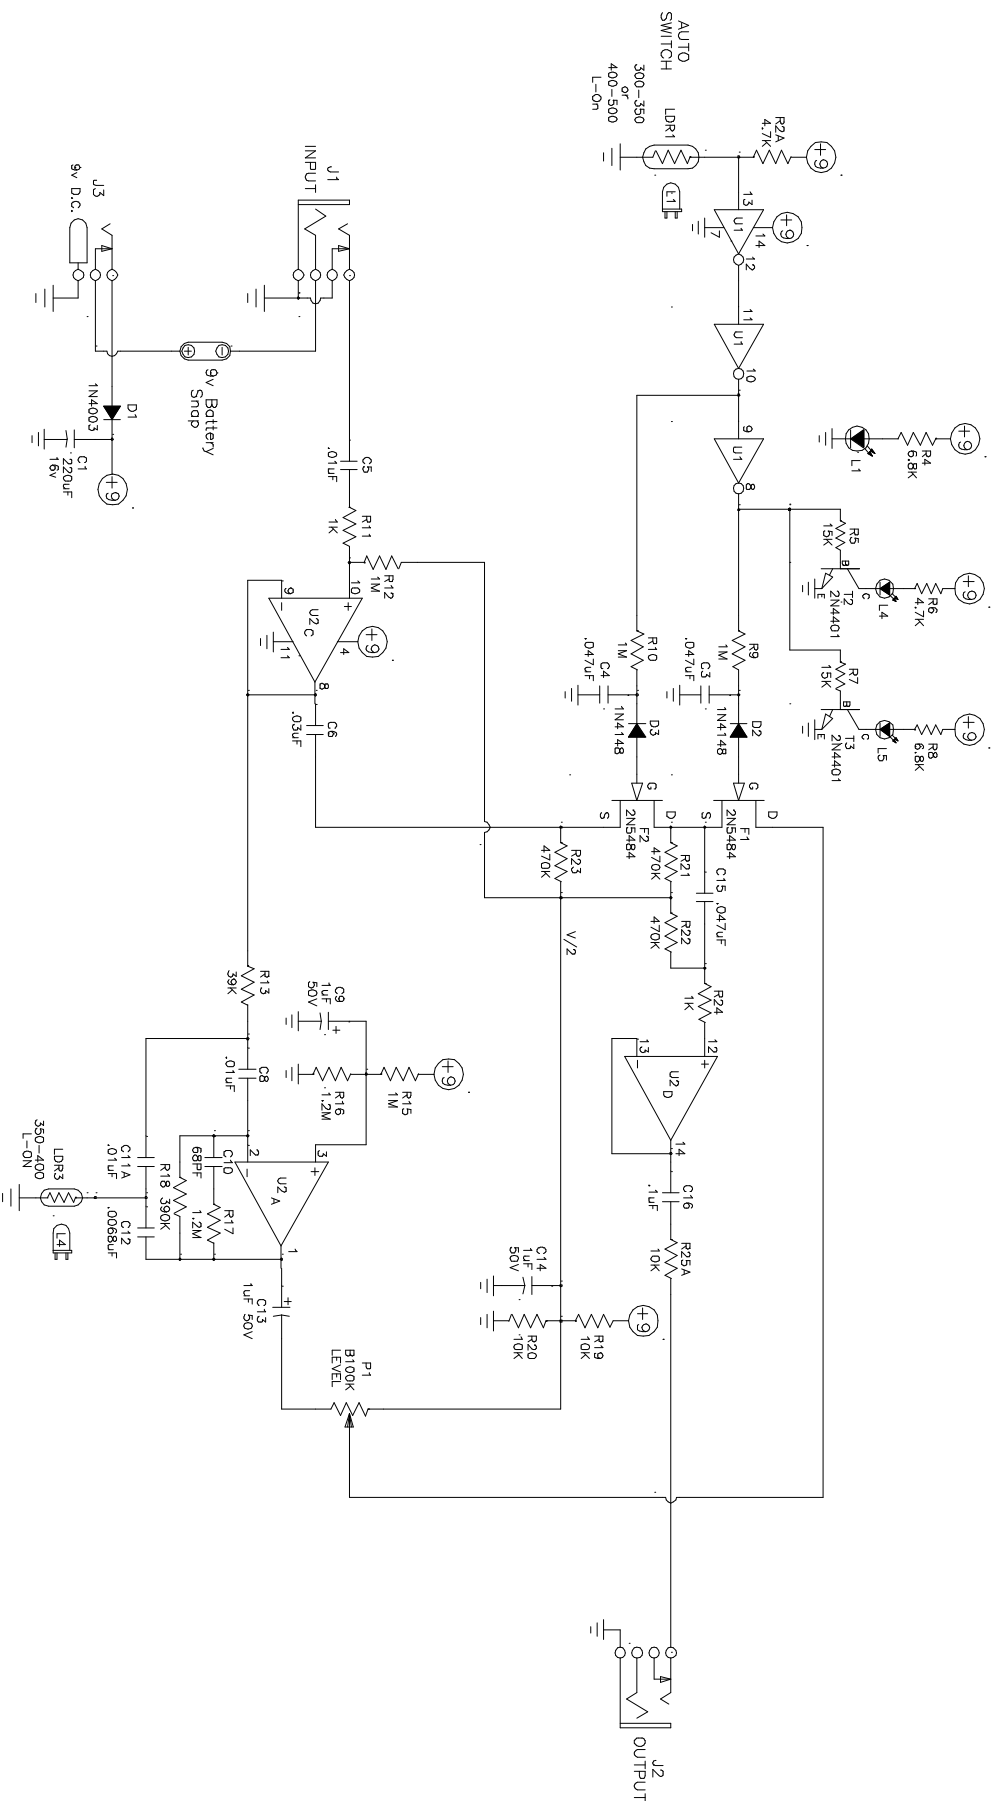 AUTO
SWITCH
300-350
or
400-500
L-On
LDR1
L1
R2A
4.7K
+9
13
U1
7
14
+9
12
11
U1
10
9
U1
8
+9
R4
6.8K
L1
R5
15K
B
C
E
T2
2N4401
L4
R6
4.7K
+9
R7
15K
B
C
E
T3
2N4401
L5
R8
6.8K
+9
R9
1M
C3
.047uF
D2
1N4148
R10
1M
C4
.047uF
D3
1N4148
G
D
S
F1
2N5484
G
D
S
F2
2N5484
R21
470K
R22
470K
R23
470K
C15
.047uF
V/2
R24
1K
12
+
13
-
U2
D
14
C16
.1uF
R25A
10K
J2
OUTPUT
J1
INPUT
J3
9v D.C.
9v Battery
Snap
+
-
D1
1N4003
C1
220uF
16v
+9
C5
.01uF
R11
1K
R12
1M
10
+
9
-
U2
C
4
11
+9
8
C6
.03uF
R13
39K
C9
1uF
50V
+
R16
1.2M
R15
1M
+9
C8
.01uF
3
+
2
-
U2
A
1
C10
68PF
R17
1.2M
R18 390K
C11A
.01uF
C12
.0068uF
LDR3
350-400
L-ON
L4
C13
1uF 50V
+
C14
1uF
50V
R20
10K
R19
10K
+9
P1
B100K
LEVEL